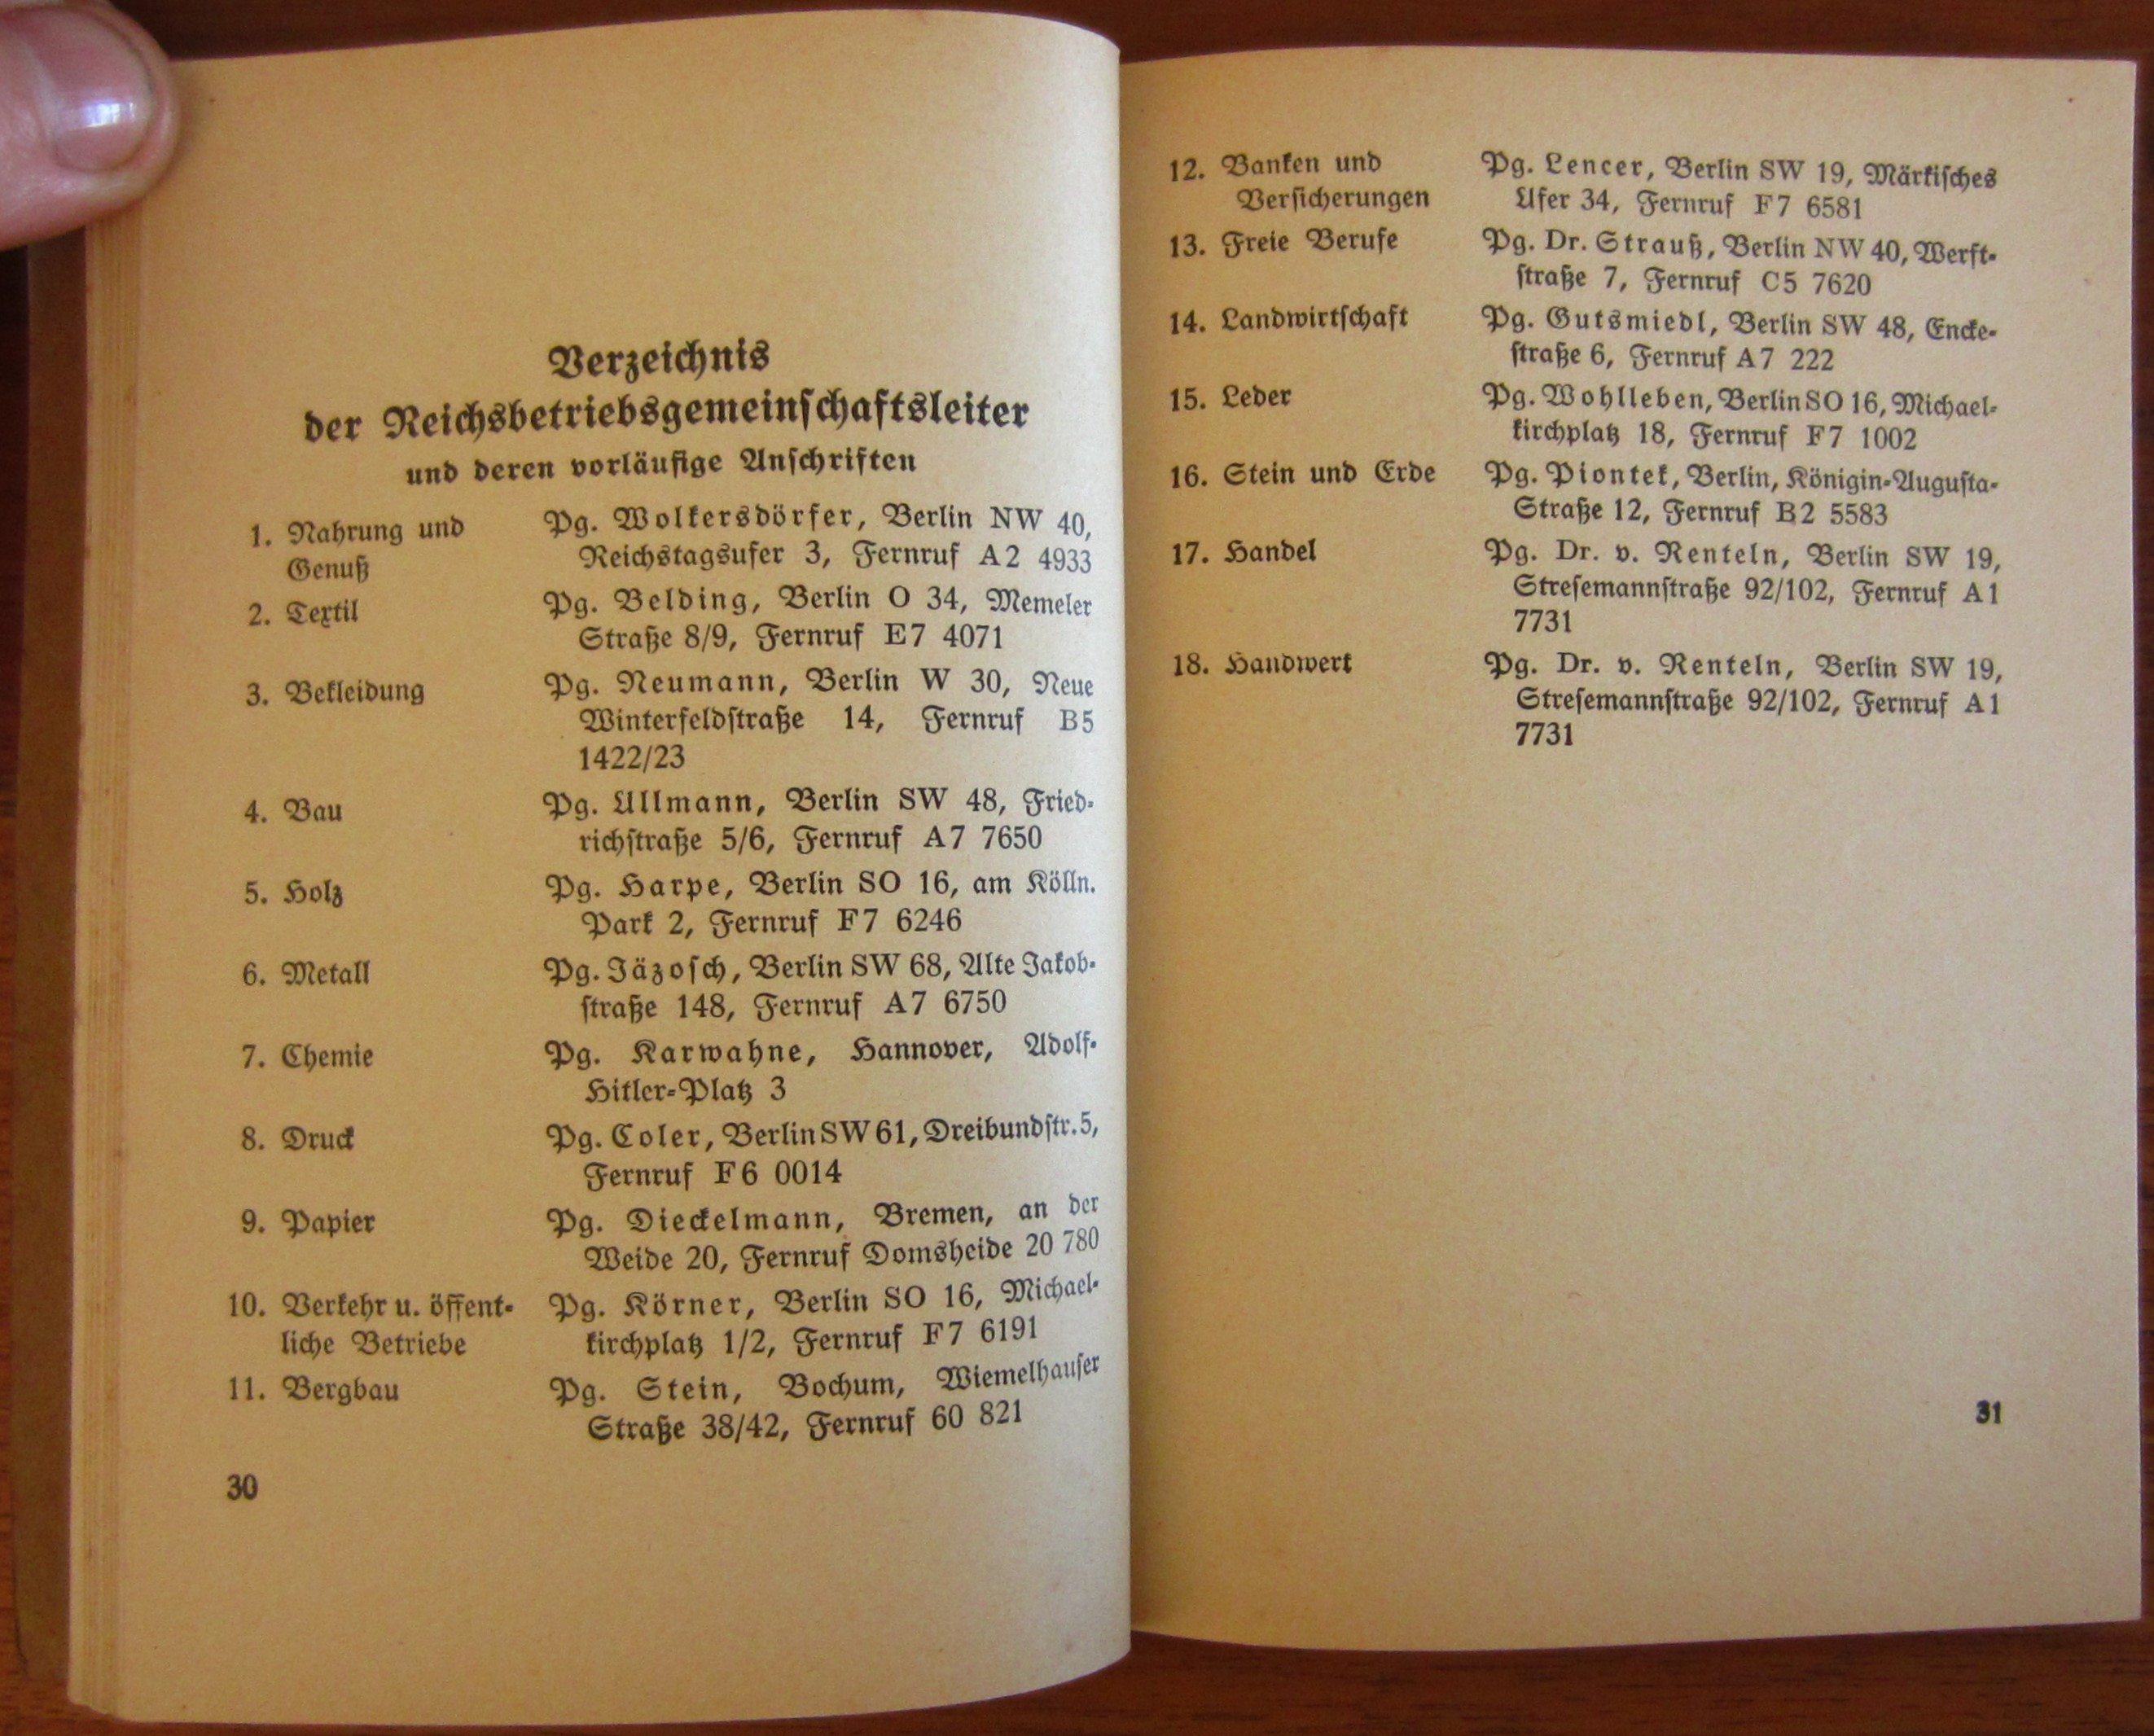 Verzeichnis
der Reichsbetriebsgemeinschaftsleiter
und deren vorläufige Anschriften
1. Nahrung und Genuß
Pg. Wolkersdörfer, Berlin NW 40,
Reichstagsufer 3, Fernruf A2 4933
2. Textil
Pg. Belding, Berlin O 34, Memeler
Straße 8/9, Fernruf E7 4071
3. Bekleidung
Pg. Neumann, Berlin W 30, Neue
Winterfeldstraße 14, Fernruf B5
1422/23
4. Bau
Pg. Ullmann, Berlin SW 48, Fried-
richstraße 5/6, Fernruf A7 7650
5. Holz
Pg. Harpe, Berlin SO 16, am Kölln.
Park 2, Fernruf F7 6246
6. Metall
Pg. Jäzosch, Berlin SW 68, Alte Jakob-
straße 148, Fernruf A7 6750
7. Chemie
Pg. Karwahne, Hannover, Adolf-
Hitler-Platz 3
8. Druck
Pg. Coler, Berlin SW 61, Dreibundstr. 5,
Fernruf F6 0014
9. Papier
Pg. Dieckelmann, Bremen, an der
Weide 20, Fernruf Domsheide 20 780
10. Verkehr u. öffent-
liche Betriebe
Pg. Körner, Berlin SO 16, Michael-
kirchplatz 1/2, Fernruf F7 6191
11. Bergbau
Pg. Stein, Bochum, Wiemelhauser
Straße 38/42, Fernruf 60 821
30
12. Banken und
Versicherungen
Pg. Lencer, Berlin SW 19, Märkisches
Ufer 34, Fernruf F7 6581
13. Freie Berufe
Pg. Dr. Strauß, Berlin NW 40, Werft-
straße 7, Fernruf C5 7620
14. Landwirtschaft
Pg. Gutsmiedl, Berlin SW 48, Encke-
straße 6, Fernruf A7 222
15. Leder
Pg. Wohlleben, Berlin SO 16, Michael-
kirchplatz 18, Fernruf F7 1002
16. Stein und Erde
Pg. Piontek, Berlin, Königin-Augusta-
Straße 12, Fernruf B2 5583
17. Handel
Pg. Dr. v. Renteln, Berlin SW 19,
Stresemannstraße 92/102, Fernruf A1
7731
18. Handwerk
Pg. Dr. v. Renteln, Berlin SW 19,
Stresemannstraße 92/102, Fernruf A1
7731
31